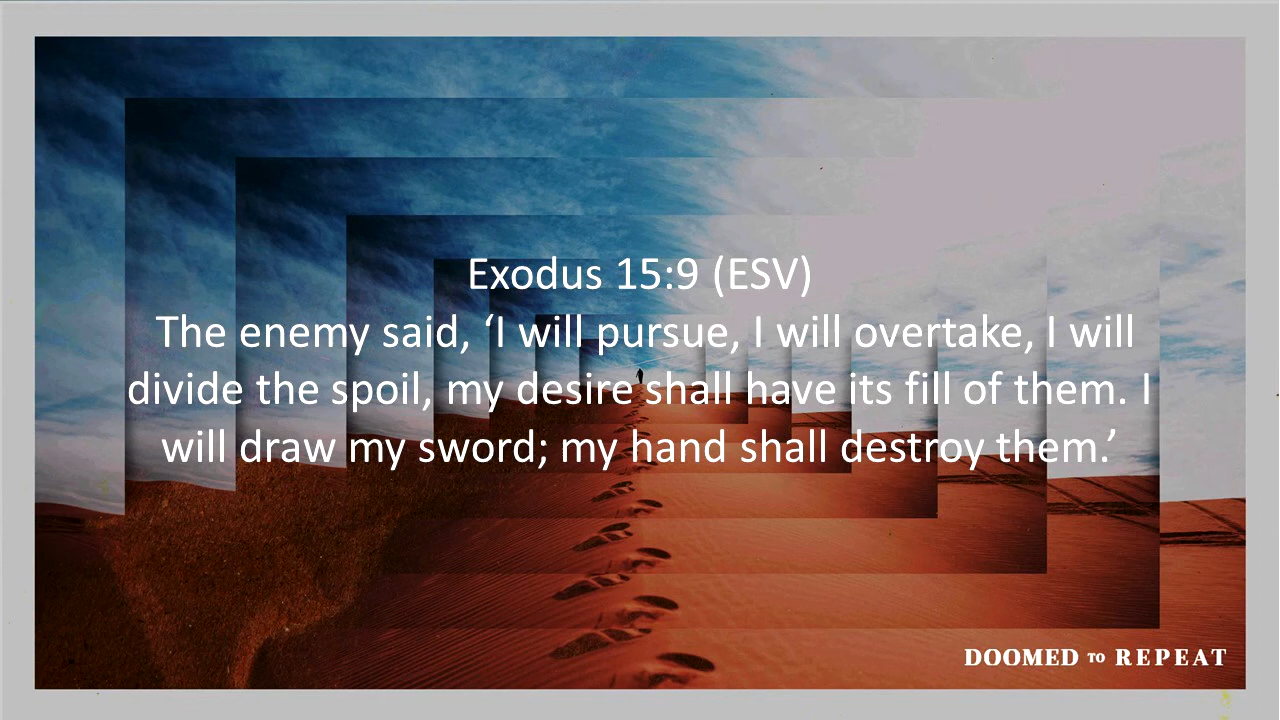 Exodus 15:9 (ESV)
The enemy said, ‘I will pursue, I will overtake, I will
divide the spoil, my desire shall have its fill of them. I
will draw my sword; my hand shall destroy them.’
DOOMED TO REPEAT